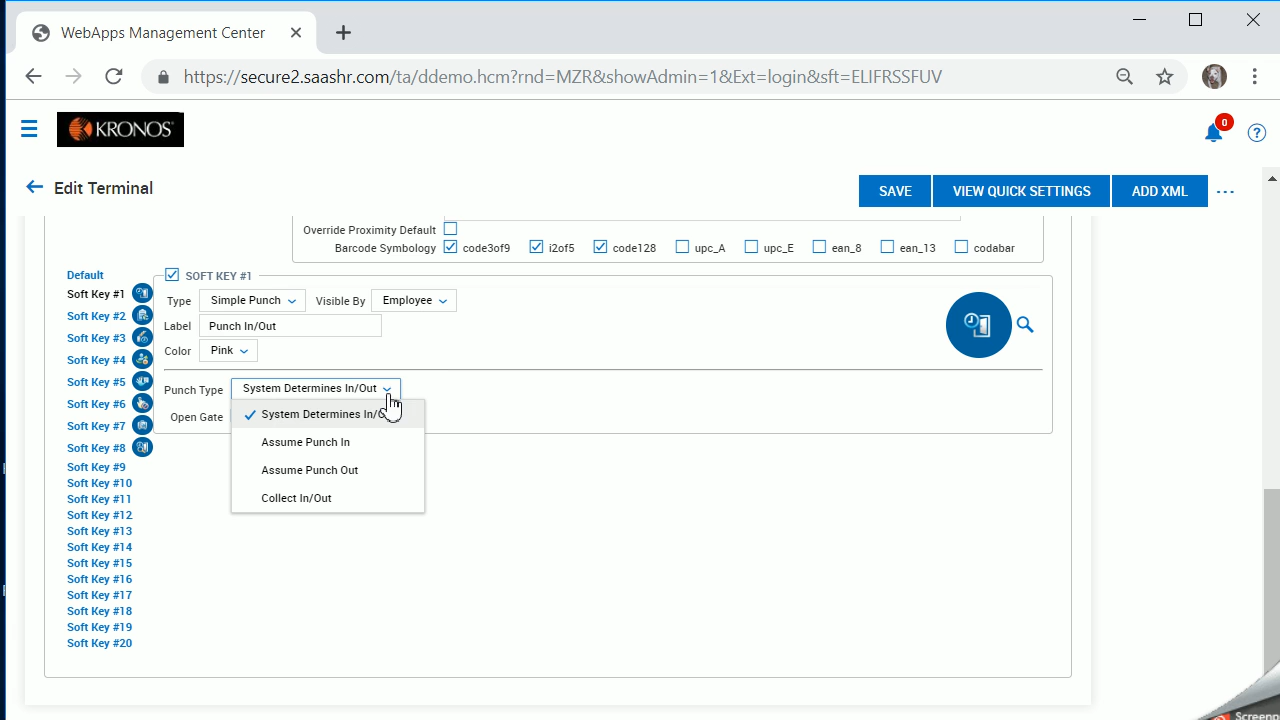 WebApps Management Center
https://secure2.saashr.com/ta/ddemo.hcm?rnd=MZR&showAdmin=1&Ext=login&sft=ELIFRSSFUV
KRONOS
0
?
Edit Terminal
SAVE
VIEW QUICK SETTINGS
ADD XML
Override Proximity Default
Barcode Symbology code3of9 i2of5 code128 upc_A upc_E ean_8 ean_13 codabar
Default
Soft Key #1
Soft Key #2
Soft Key #3
Soft Key #4
Soft Key #5
Soft Key #6
Soft Key #7
Soft Key #8
Soft Key #9
Soft Key #10
Soft Key #11
Soft Key #12
Soft Key #13
Soft Key #14
Soft Key #15
Soft Key #16
Soft Key #17
Soft Key #18
Soft Key #19
Soft Key #20
SOFT KEY #1
Type Simple Punch Visible By Employee
Label Punch In/Out
Color Pink
Punch Type System Determines In/Out
Open Gate
System Determines In/O
Assume Punch In
Assume Punch Out
Collect In/Out